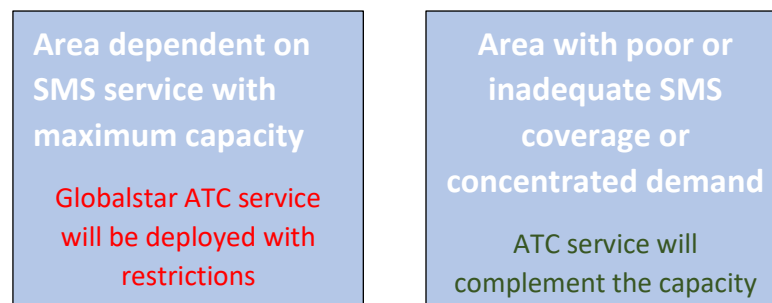 Area dependent on
SMS service with
maximum capacity
Globalstar ATC service
will be deployed with
restrictions
Area with poor or
inadequate SMS
coverage or
concentrated demand
ATC service will
complement the capacity